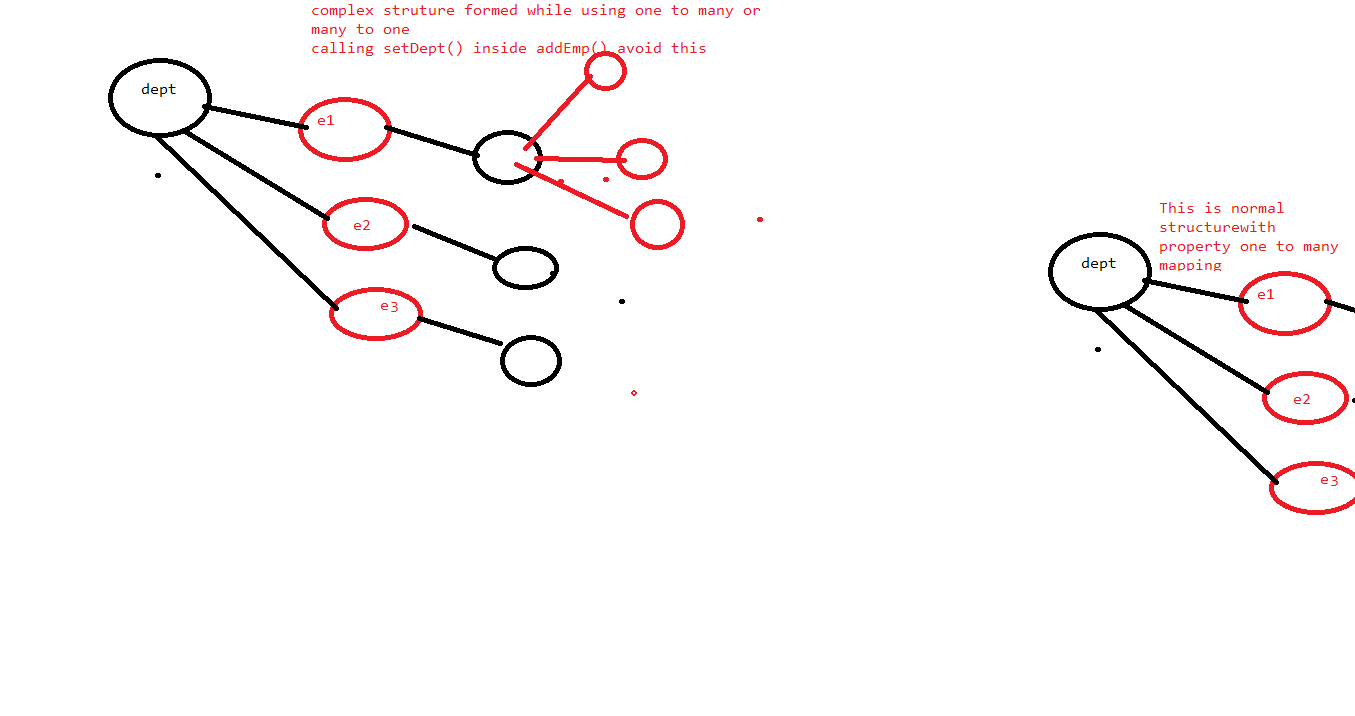 complex struture formed while using one to many or
many to one
calling setDept() inside addEmp() avoid this
dept
e1
e2
e3
This is normal
structurewith
property one to many
mapping
dept
e1
e2
e3